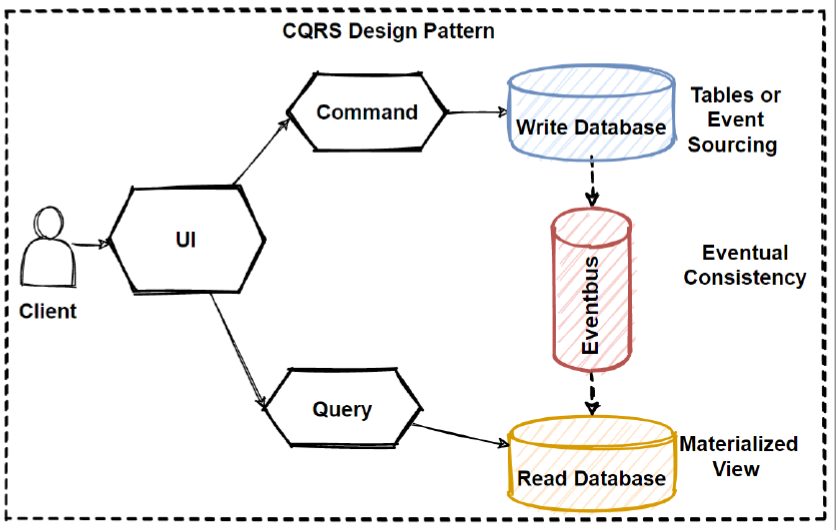 CQRS Design Pattern
Command
Write Database
Tables or
Event
Sourcing
UI
Client
Eventbus
Eventual
Consistency
Query
Read Database
Materialized
View